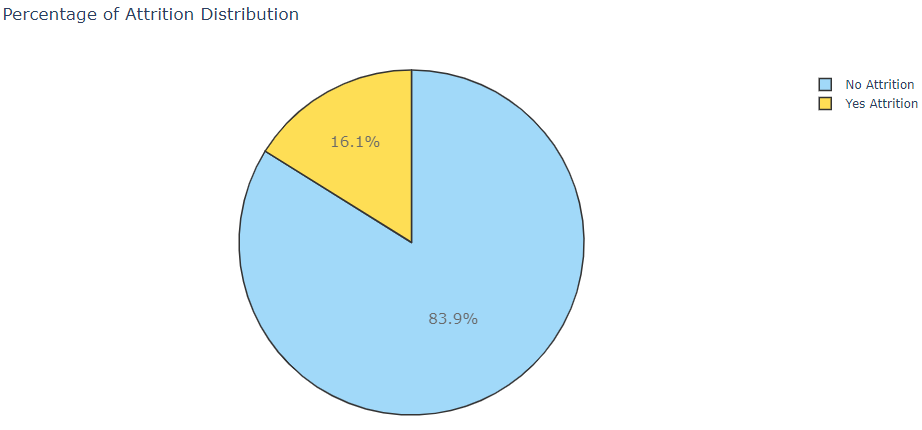 Percentage of Attrition Distribution
No Attrition
Yes Attrition
16.1%
83.9%